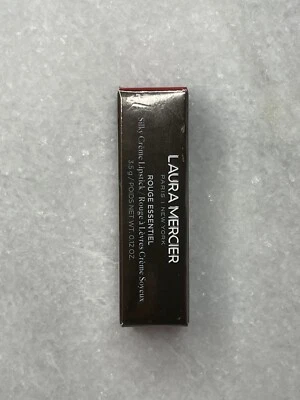 LAURA MERCIER
PARIS | NEW YORK
ROUGE ESSENTIEL
Silky Crème Lipstick / Rouge à Lèvres Crème Soyeux
3.5 g / POIDS NET WT. 0.12 OZ.